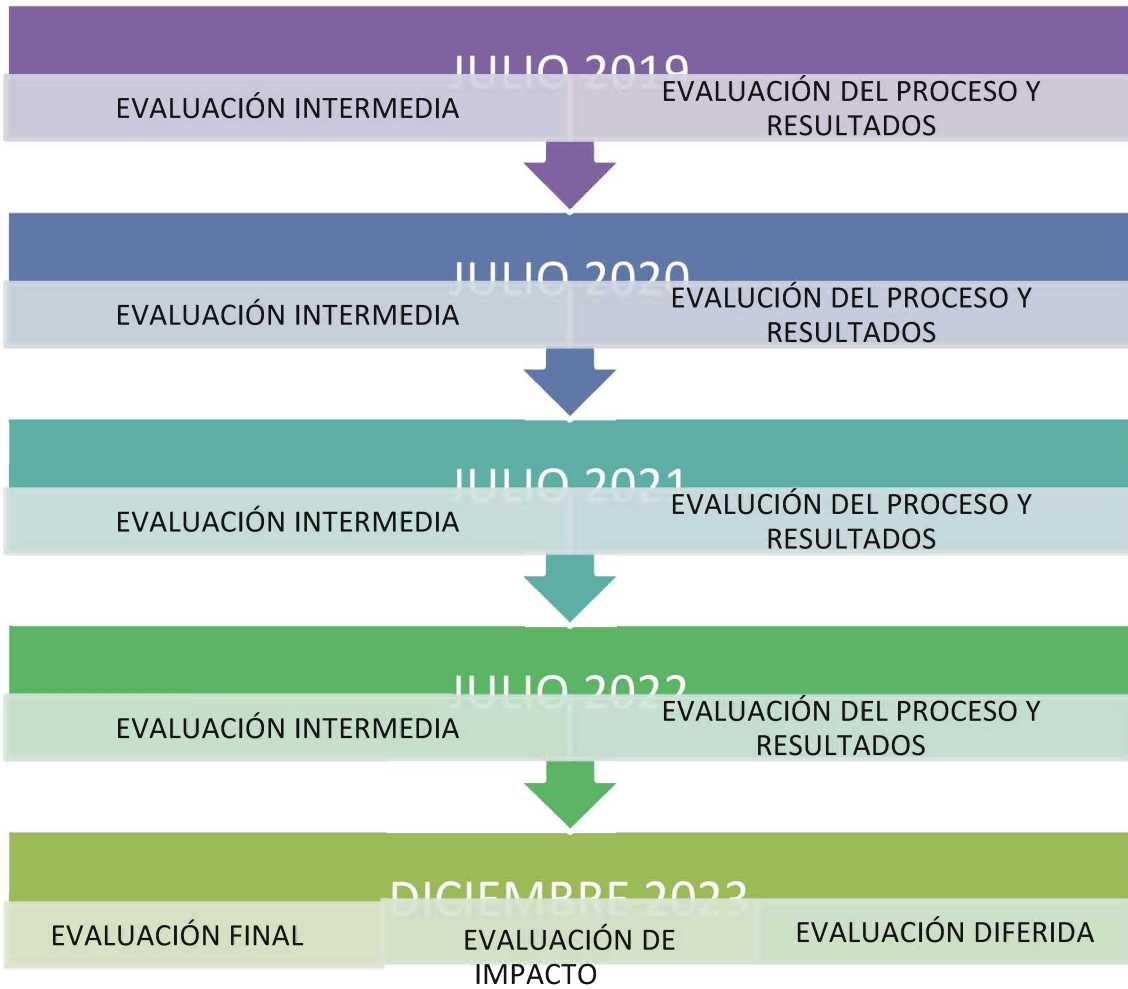 JULIO 2019
EVALUACIÓN INTERMEDIA
EVALUACIÓN DEL PROCESO Y
RESULTADOS
JULIO 2020
EVALUACIÓN INTERMEDIA
EVALUCIÓN DEL PROCESO Y
RESULTADOS
JULIO 2021
EVALUACIÓN INTERMEDIA
EVALUCIÓN DEL PROCESO Y
RESULTADOS
JULIO 2022
EVALUACIÓN INTERMEDIA
EVALUACIÓN DEL PROCESO Y
RESULTADOS
DICIEMBRE 2023
EVALUACIÓN FINAL
EVALUACIÓN DE
IMPACTO
EVALUACIÓN DIFERIDA